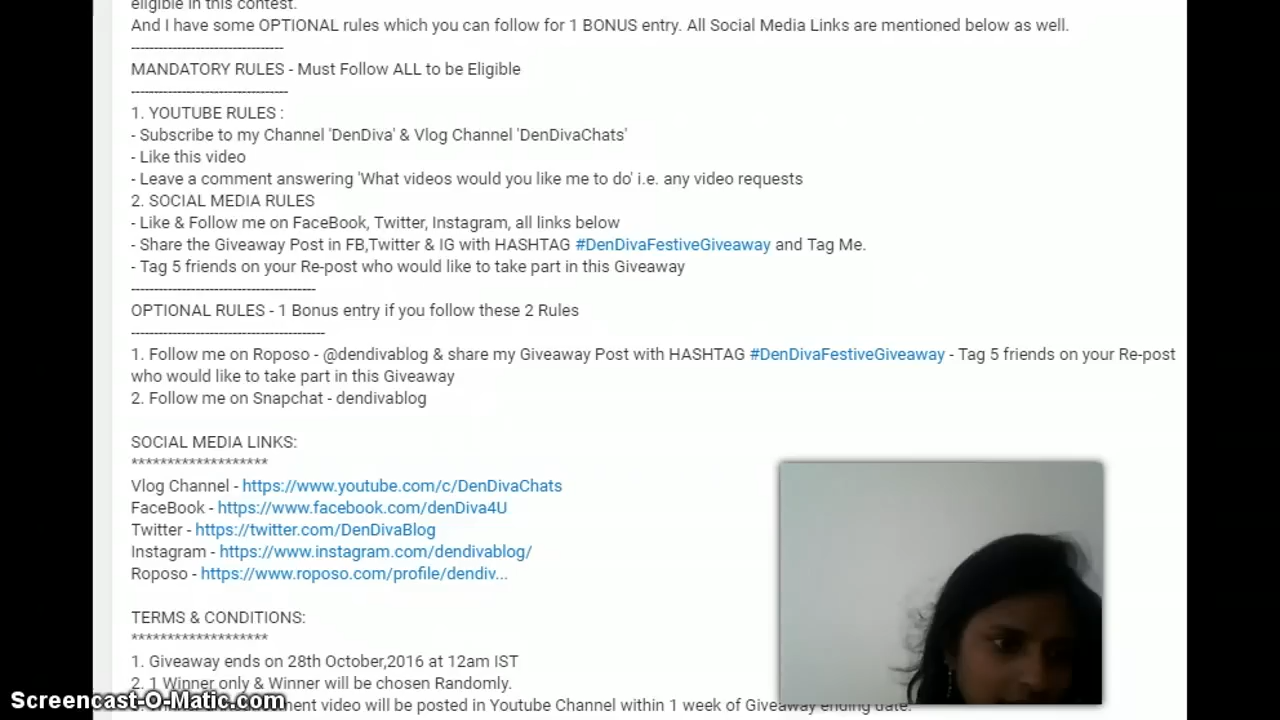 eligible in this contest.
And I have some OPTIONAL rules which you can follow for 1 BONUS entry. All Social Media Links are mentioned below as well.
---------------------------------
MANDATORY RULES - Must Follow ALL to be Eligible
----------------------------------
1. YOUTUBE RULES :
- Subscribe to my Channel 'DenDiva' & Vlog Channel 'DenDivaChats'
- Like this video
- Leave a comment answering 'What videos would you like me to do' i.e. any video requests
2. SOCIAL MEDIA RULES
- Like & Follow me on FaceBook, Twitter, Instagram, all links below
- Share the Giveaway Post in FB,Twitter & IG with HASHTAG #DenDivaFestiveGiveaway and Tag Me.
- Tag 5 friends on your Re-post who would like to take part in this Giveaway
----------------------------------------
OPTIONAL RULES - 1 Bonus entry if you follow these 2 Rules
------------------------------------------
1. Follow me on Roposo - @dendivablog & share my Giveaway Post with HASHTAG #DenDivaFestiveGiveaway - Tag 5 friends on your Re-post
who would like to take part in this Giveaway
2. Follow me on Snapchat - dendivablog
SOCIAL MEDIA LINKS:
*******************
Vlog Channel - https://www.youtube.com/c/DenDivaChats
FaceBook - https://www.facebook.com/denDiva4U
Twitter - https://twitter.com/DenDivaBlog
Instagram - https://www.instagram.com/dendivablog/
Roposo - https://www.roposo.com/profile/dendiv...
TERMS & CONDITIONS:
*******************
1. Giveaway ends on 28th October,2016 at 12am IST
2. 1 Winner only & Winner will be chosen Randomly.
video will be posted in Youtube Channel within 1 week of Giveaway ending date.
Screencast-O-Matic.com